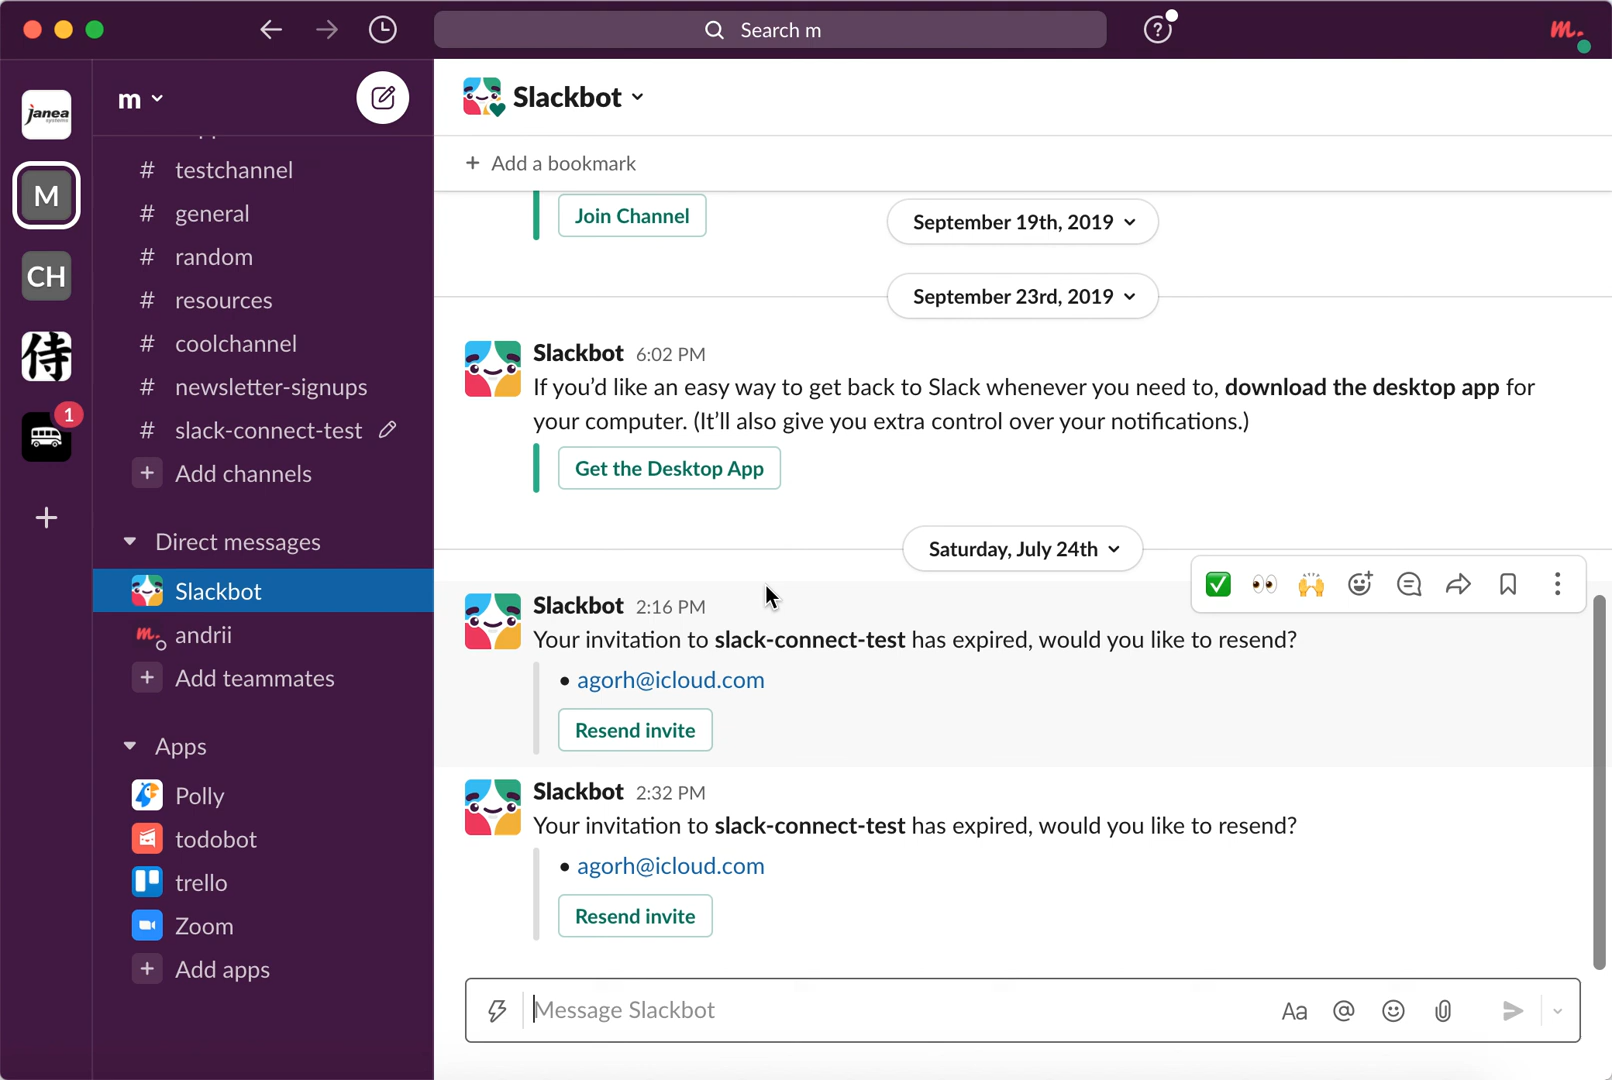 Search m
m.
janea
systems
m
M
CH
侍
1
testchannel
general
random
resources
coolchannel
newsletter-signups
slack-connect-test
Add channels
Direct messages
Slackbot
m. andrii
Add teammates
Apps
Polly
todobot
trello
Zoom
Add apps
Slackbot
+ Add a bookmark
Join Channel
September 19th, 2019
September 23rd, 2019
Slackbot 6:02 PM
If you’d like an easy way to get back to Slack whenever you need to, download the desktop app for
your computer. (It’ll also give you extra control over your notifications.)
Get the Desktop App
Saturday, July 24th
Slackbot 2:16 PM
Your invitation to slack-connect-test has expired, would you like to resend?
• agorh@icloud.com
Resend invite
Slackbot 2:32 PM
Your invitation to slack-connect-test has expired, would you like to resend?
• agorh@icloud.com
Resend invite
Message Slackbot
Aa @